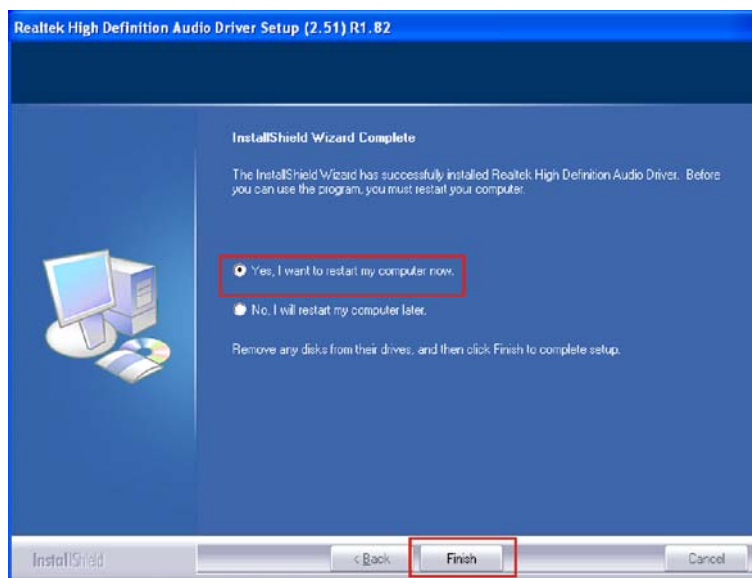 Realtek High Definition Audio Driver Setup (2.51) R1.82
InstallShield Wizard Complete
The InstallShield Wizard has successfully installed Realtek High Definition Audio Driver. Before
you can use the program, you must restart your computer.
Yes, I want to restart my computer now.
No, I will restart my computer later.
Remove any disks from their drives, and then click Finish to complete setup.
InstallShield
< Back
Finish
Cancel